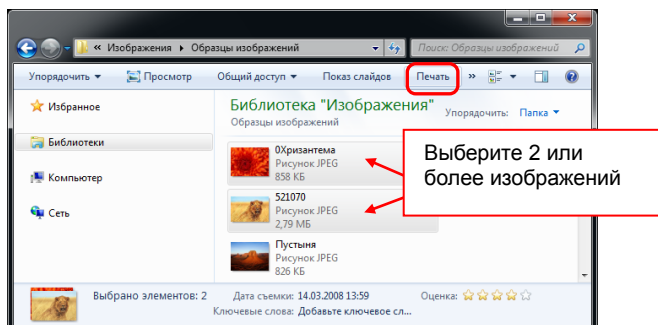 « Изображения ▸ Образцы изображений
Поиск: Образцы изображений
Упорядочить ▾ Просмотр Общий доступ ▾ Показ слайдов Печать »
Избранное
Библиотеки
Компьютер
Сеть
Библиотека "Изображения"
Образцы изображений
Упорядочить: Папка ▾
0Хризантема
Рисунок JPEG
858 КБ
521070
Рисунок JPEG
2,79 МБ
Пустыня
Рисунок JPEG
826 КБ
Выберите 2 или
более изображений
Выбрано элементов: 2 Дата съемки: 14.03.2008 13:59 Оценка:
Ключевые слова: Добавьте ключевое сл...